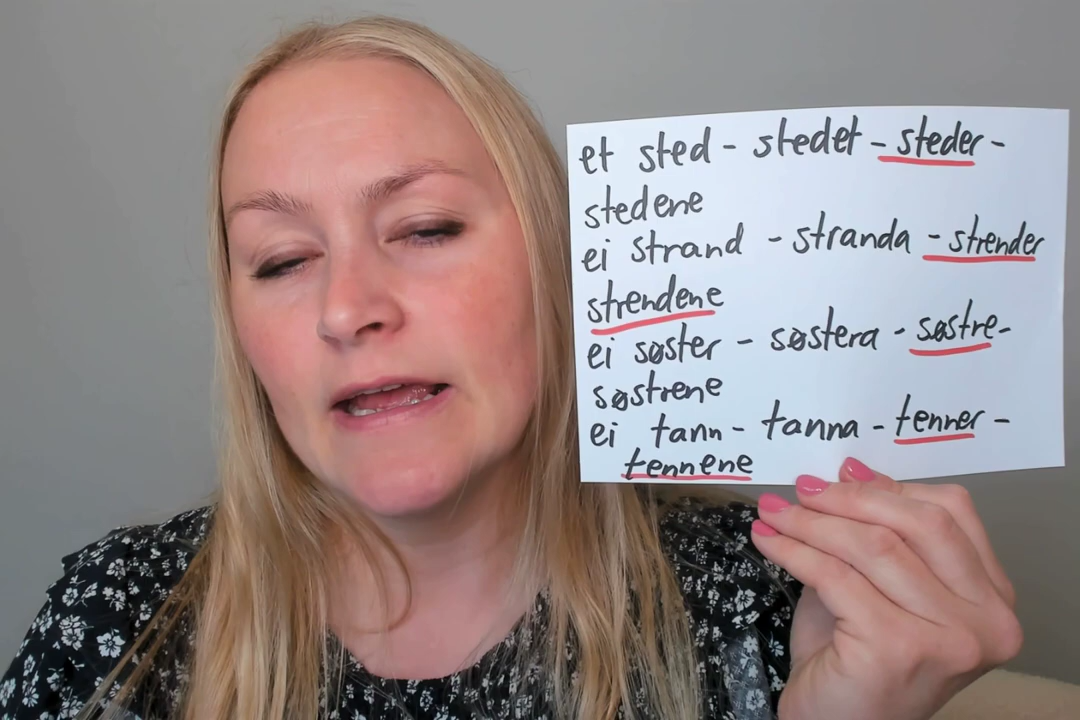 et sted - stedet - steder -
stedene
ei strand - stranda - strender
strendene
ei søster - søstera - søstre -
søstrene
ei tann - tanna - tenner -
tennene